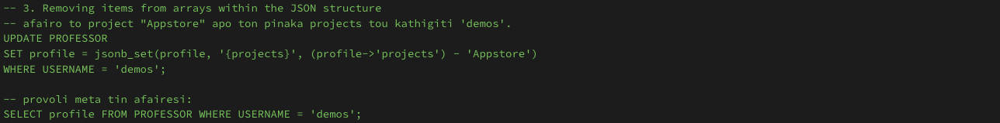 -- 3. Removing items from arrays within the JSON structure
-- afairo to project "Appstore" apo ton pinaka projects tou kathigiti 'demos'.
UPDATE PROFESSOR
SET profile = jsonb_set(profile, '{projects}', (profile->'projects') - 'Appstore')
WHERE USERNAME = 'demos';
-- provoli meta tin afairesi:
SELECT profile FROM PROFESSOR WHERE USERNAME = 'demos';